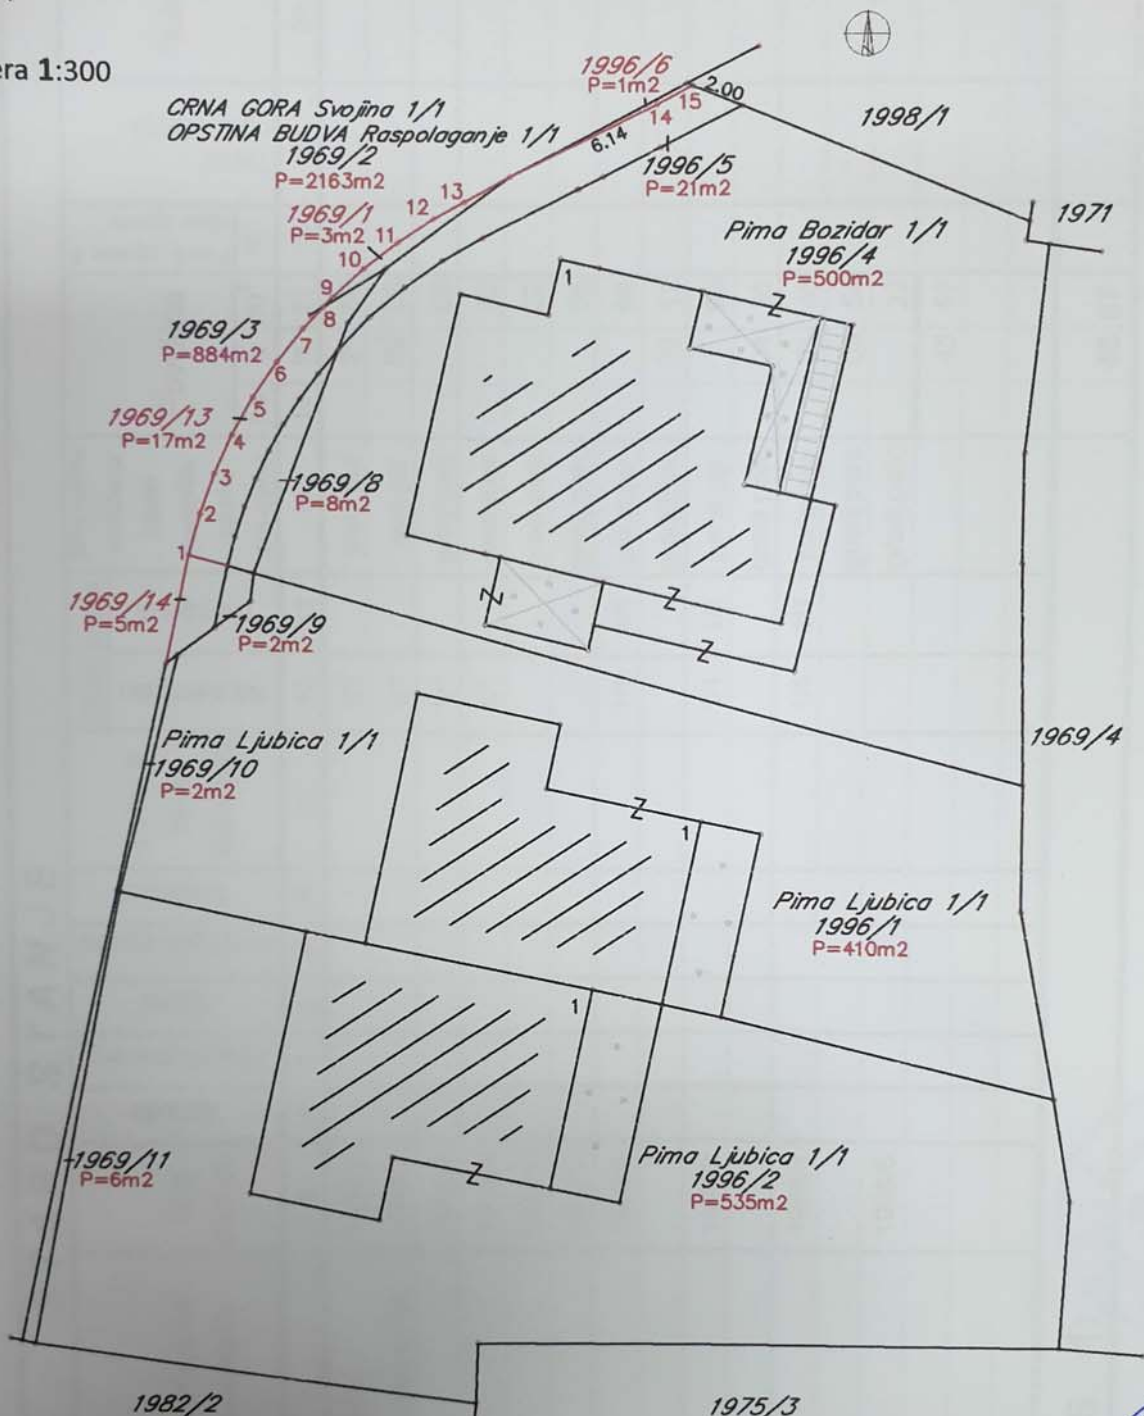 era 1:300
1996/6
P=1m2
CRNA GORA Svojina 1/1
OPSTINA BUDVA Raspolaganje 1/1
1969/2
P=2163m2
15
14
2.00
6.14
1998/1
1996/5
P=21m2
1969/1
P=3m2
13
12
11
10
9
8
7
6
5
4
3
2
1
1971
Pima Bozidar 1/1
1996/4
P=500m2
1
Z
1969/3
P=884m2
1969/13
P=17m2
1969/8
P=8m2
Z
Z
Z
1969/14
P=5m2
1969/9
P=2m2
Pima Ljubica 1/1
1969/10
P=2m2
1969/4
Z
1
Pima Ljubica 1/1
1996/1
P=410m2
1
1969/11
P=6m2
Z
Pima Ljubica 1/1
1996/2
P=535m2
1982/2
1975/3